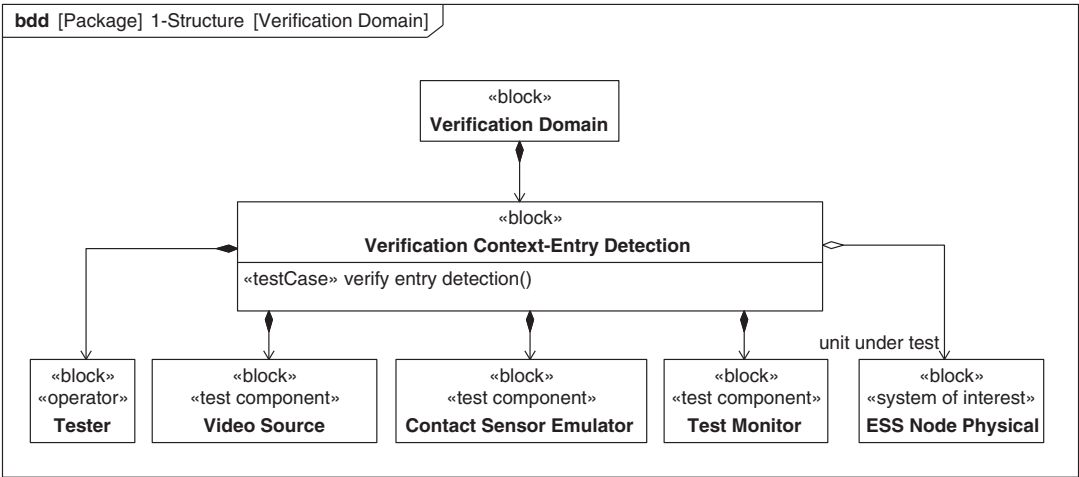 bdd [Package] 1-Structure [Verification Domain]
«block»
Verification Domain
«block»
Verification Context-Entry Detection
«testCase» verify entry detection()
unit under test
«block»
«operator»
Tester
«block»
«test component»
Video Source
«block»
«test component»
Contact Sensor Emulator
«block»
«test component»
Test Monitor
«block»
«system of interest»
ESS Node Physical